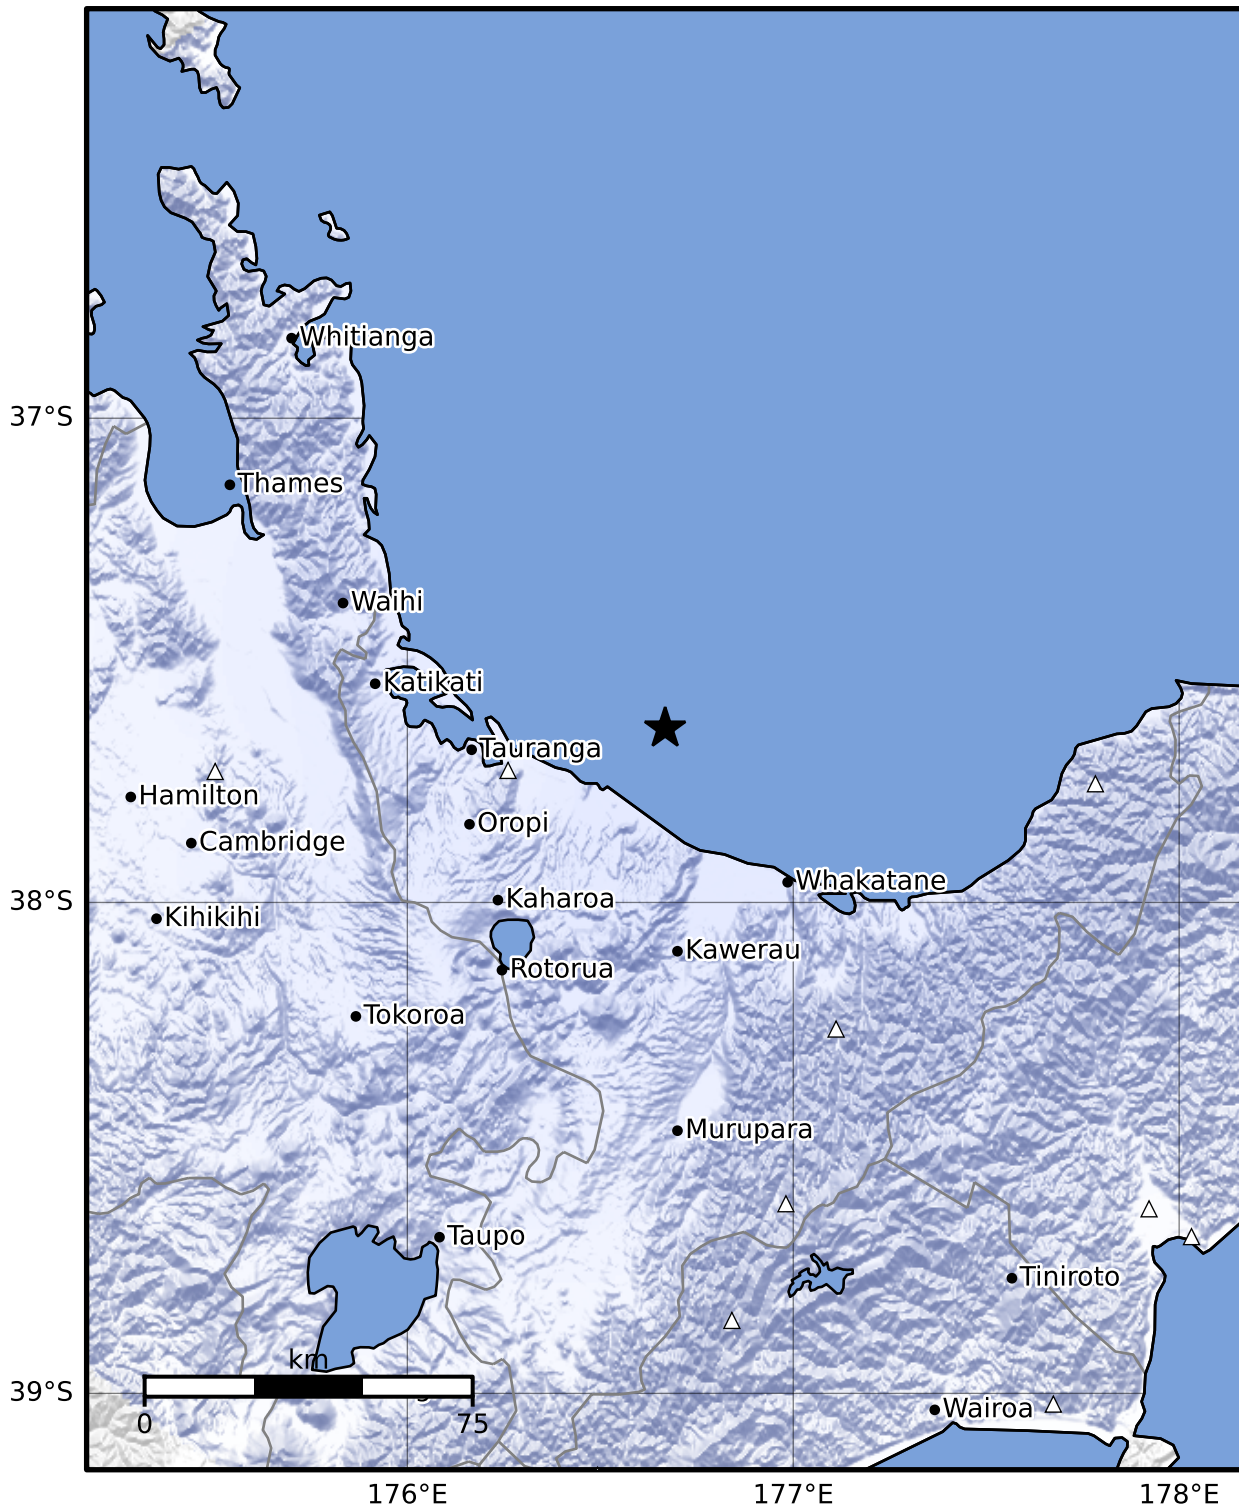 Whitianga
37°S
Thames
Waihi
Katikati
Tauranga
Hamilton
Oropi
Cambridge
Whakatane
Kaharoa
38°S
Kihikihi
Kawerau
Rotorua
Tokoroa
Murupara
Taupo
Tiniroto
km
39°S
Wairoa
0
75
176°E
177°E
178°E